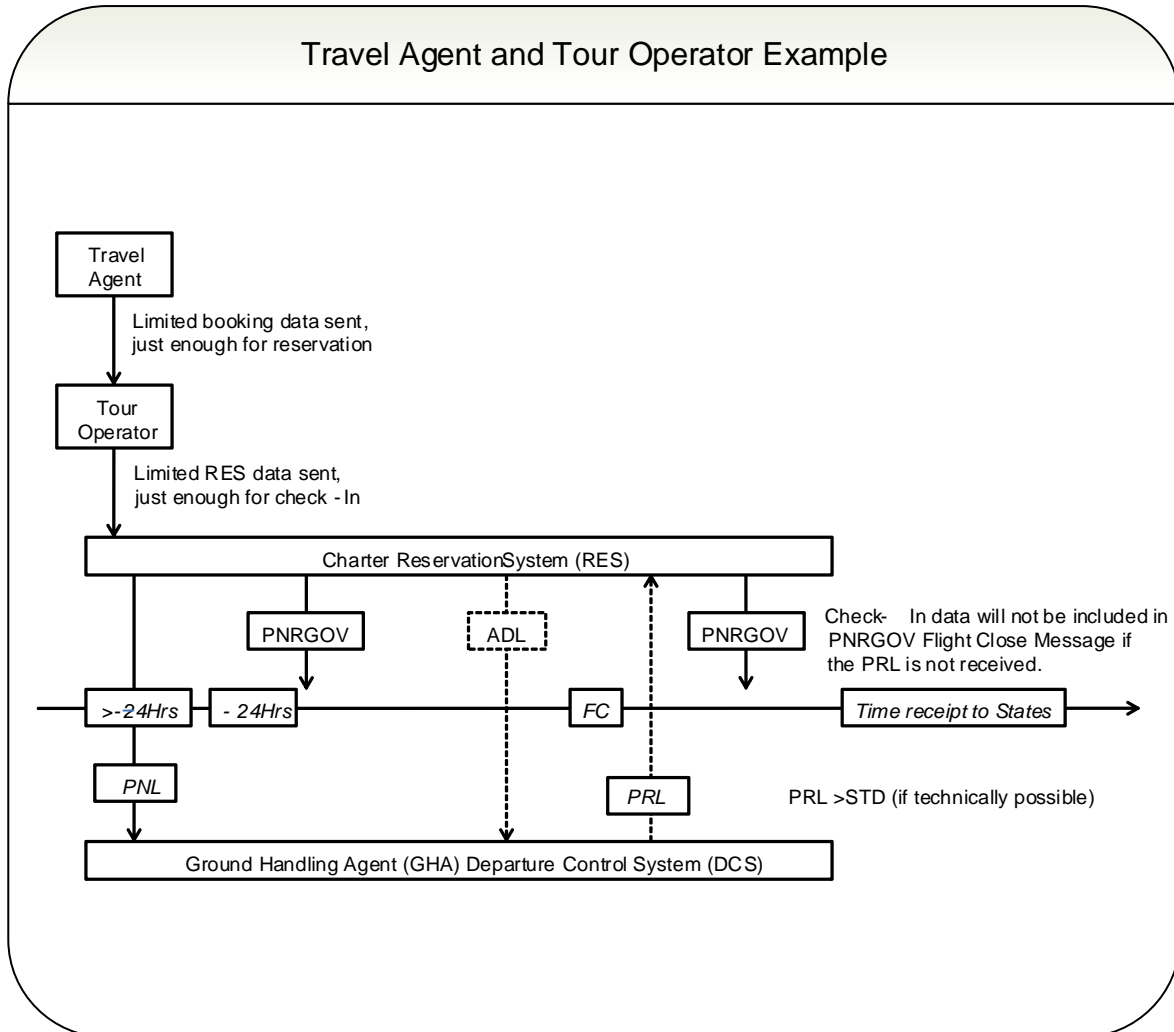 Travel Agent and Tour Operator Example
Travel
Agent
Limited booking data sent,
just enough for reservation
Tour
Operator
Limited RES data sent,
just enough for check - In
Charter ReservationSystem (RES)
PNRGOV
ADL
PNRGOV
Check- In data will not be included in
PNRGOV Flight Close Message if
the PRL is not received.
>-24Hrs
- 24Hrs
FC
Time receipt to States
PNL
PRL
PRL >STD (if technically possible)
Ground Handling Agent (GHA) Departure Control System (DCS)